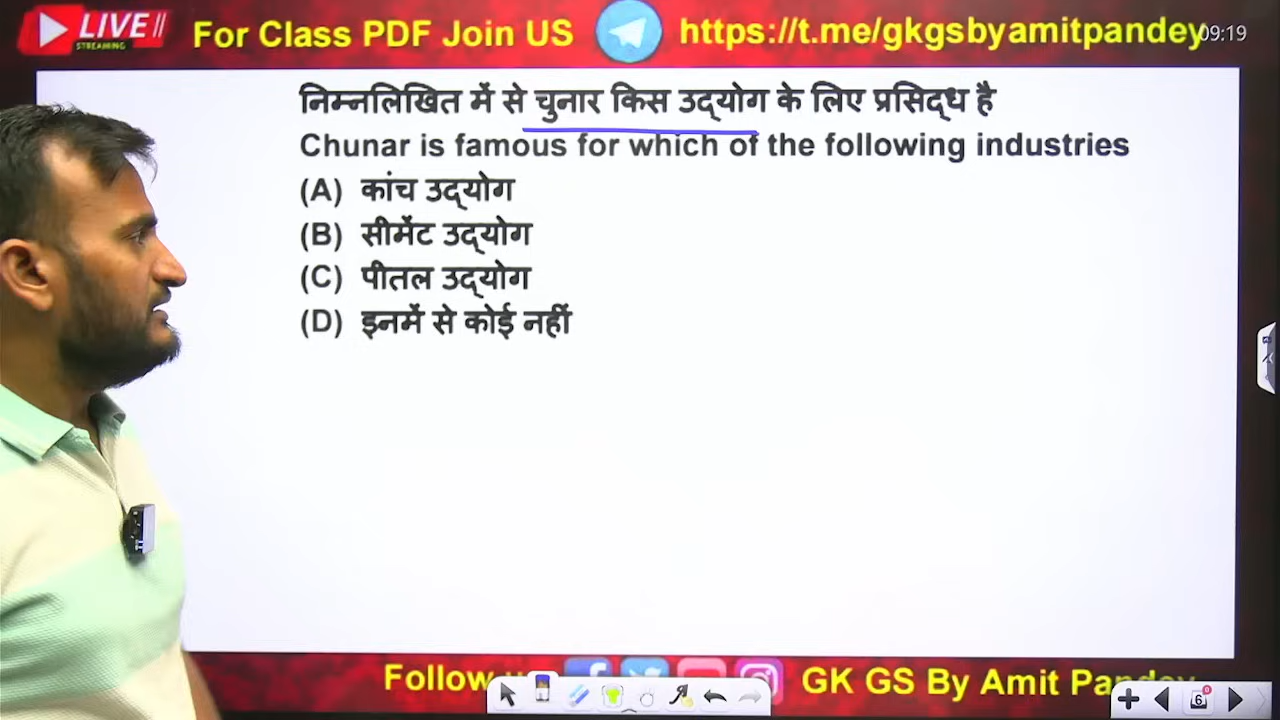 LIVE
STREAMING
For Class PDF Join US
https://t.me/gkgsbyamitpandey
09:19
निम्नलिखित में से चुनार किस उद्योग के लिए प्रसिद्ध है
Chunar is famous for which of the following industries
(A) कांच उद्योग
(B) सीमेंट उद्योग
(C) पीतल उद्योग
(D) इनमें से कोई नहीं
Follow
GK GS By Amit Pandey
6